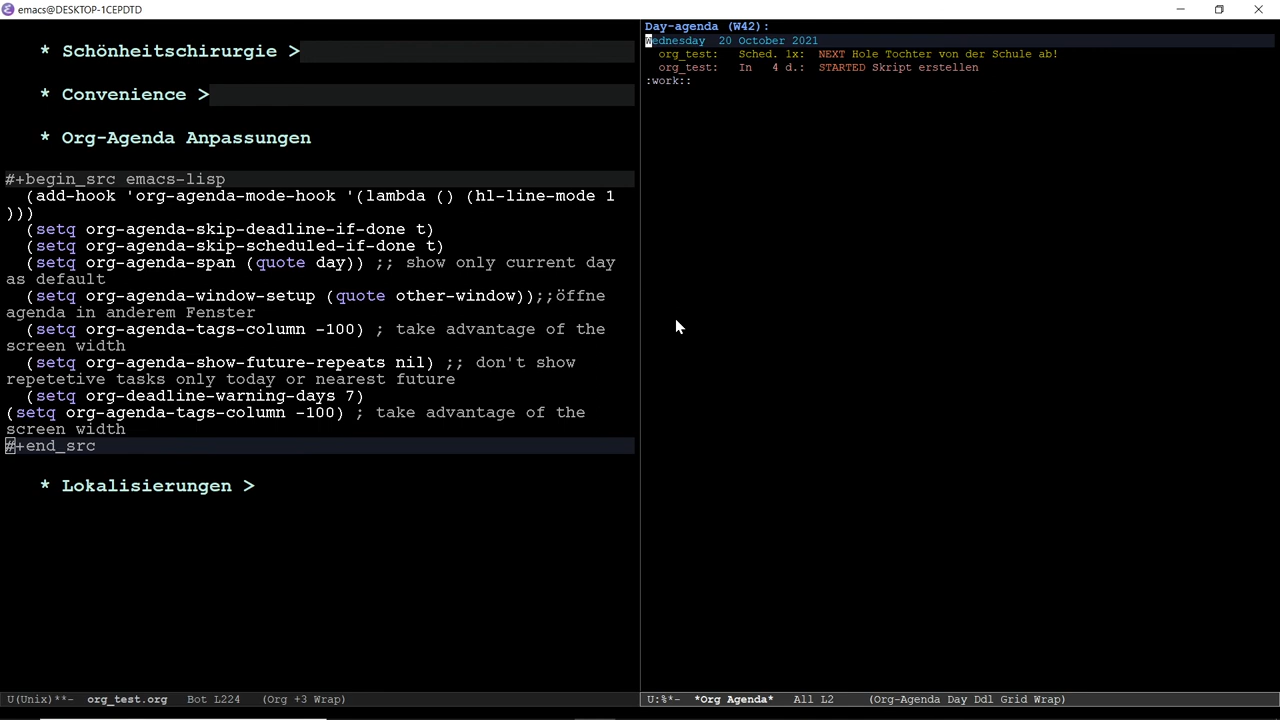 emacs@DESKTOP-1CEPDTD
* Schönheitschirurgie >
* Convenience >
* Org-Agenda Anpassungen
#+begin_src emacs-lisp
(add-hook 'org-agenda-mode-hook '(lambda () (hl-line-mode 1
)))
(setq org-agenda-skip-deadline-if-done t)
(setq org-agenda-skip-scheduled-if-done t)
(setq org-agenda-span (quote day)) ;; show only current day
as default
(setq org-agenda-window-setup (quote other-window));;öffne
agenda in anderem Fenster
(setq org-agenda-tags-column -100) ; take advantage of the
screen width
(setq org-agenda-show-future-repeats nil) ;; don't show
repetetive tasks only today or nearest future
(setq org-deadline-warning-days 7)
(setq org-agenda-tags-column -100) ; take advantage of the
screen width
#+end_src
* Lokalisierungen >
U(Unix)**- org_test.org Bot L224 (Org +3 Wrap)
Day-agenda (W42):
Wednesday 20 October 2021
org_test: Sched. 1x: NEXT Hole Tochter von der Schule ab!
org_test: In 4 d.: STARTED Skript erstellen
:work::
U:%*- *Org Agenda* All L2 (Org-Agenda Day Ddl Grid Wrap)